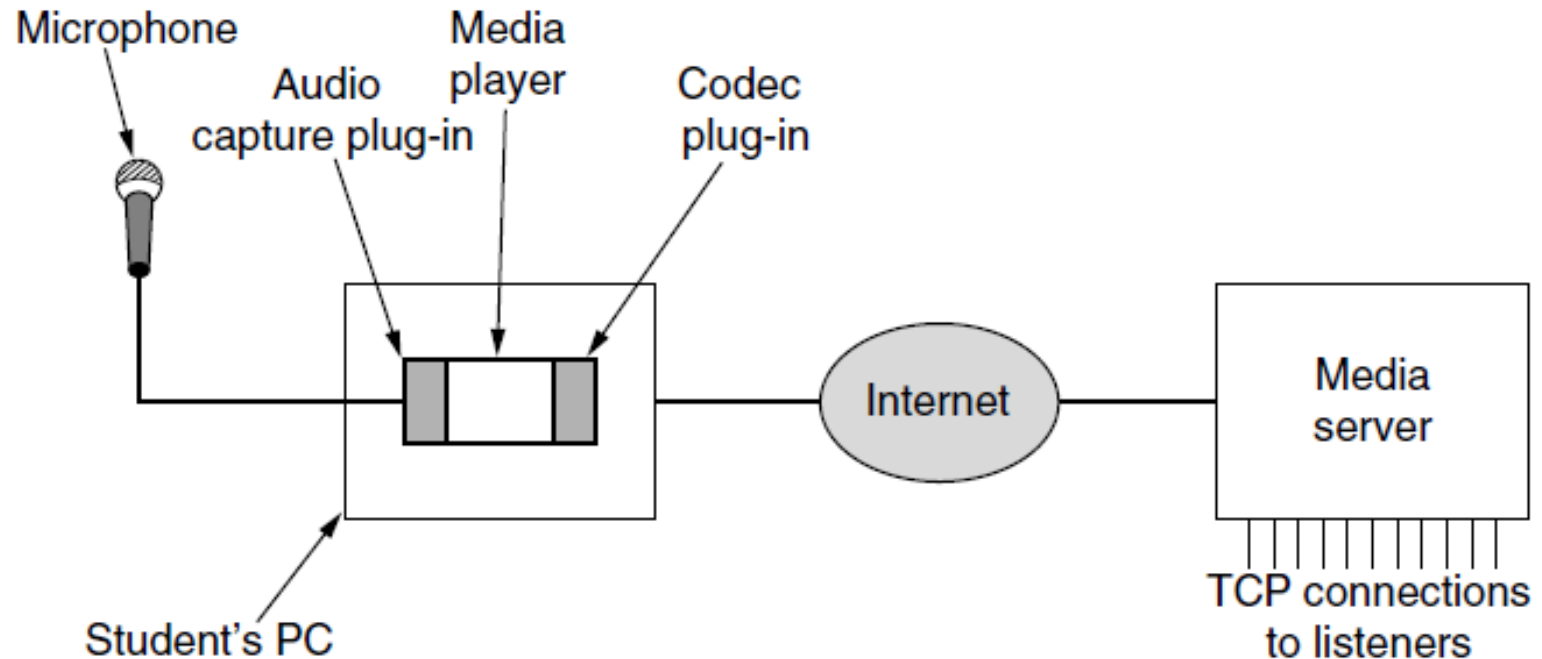 Microphone
Media
player
Audio
capture plug-in
Codec
plug-in
Internet
Media
server
TCP connections
to listeners
Student’s PC